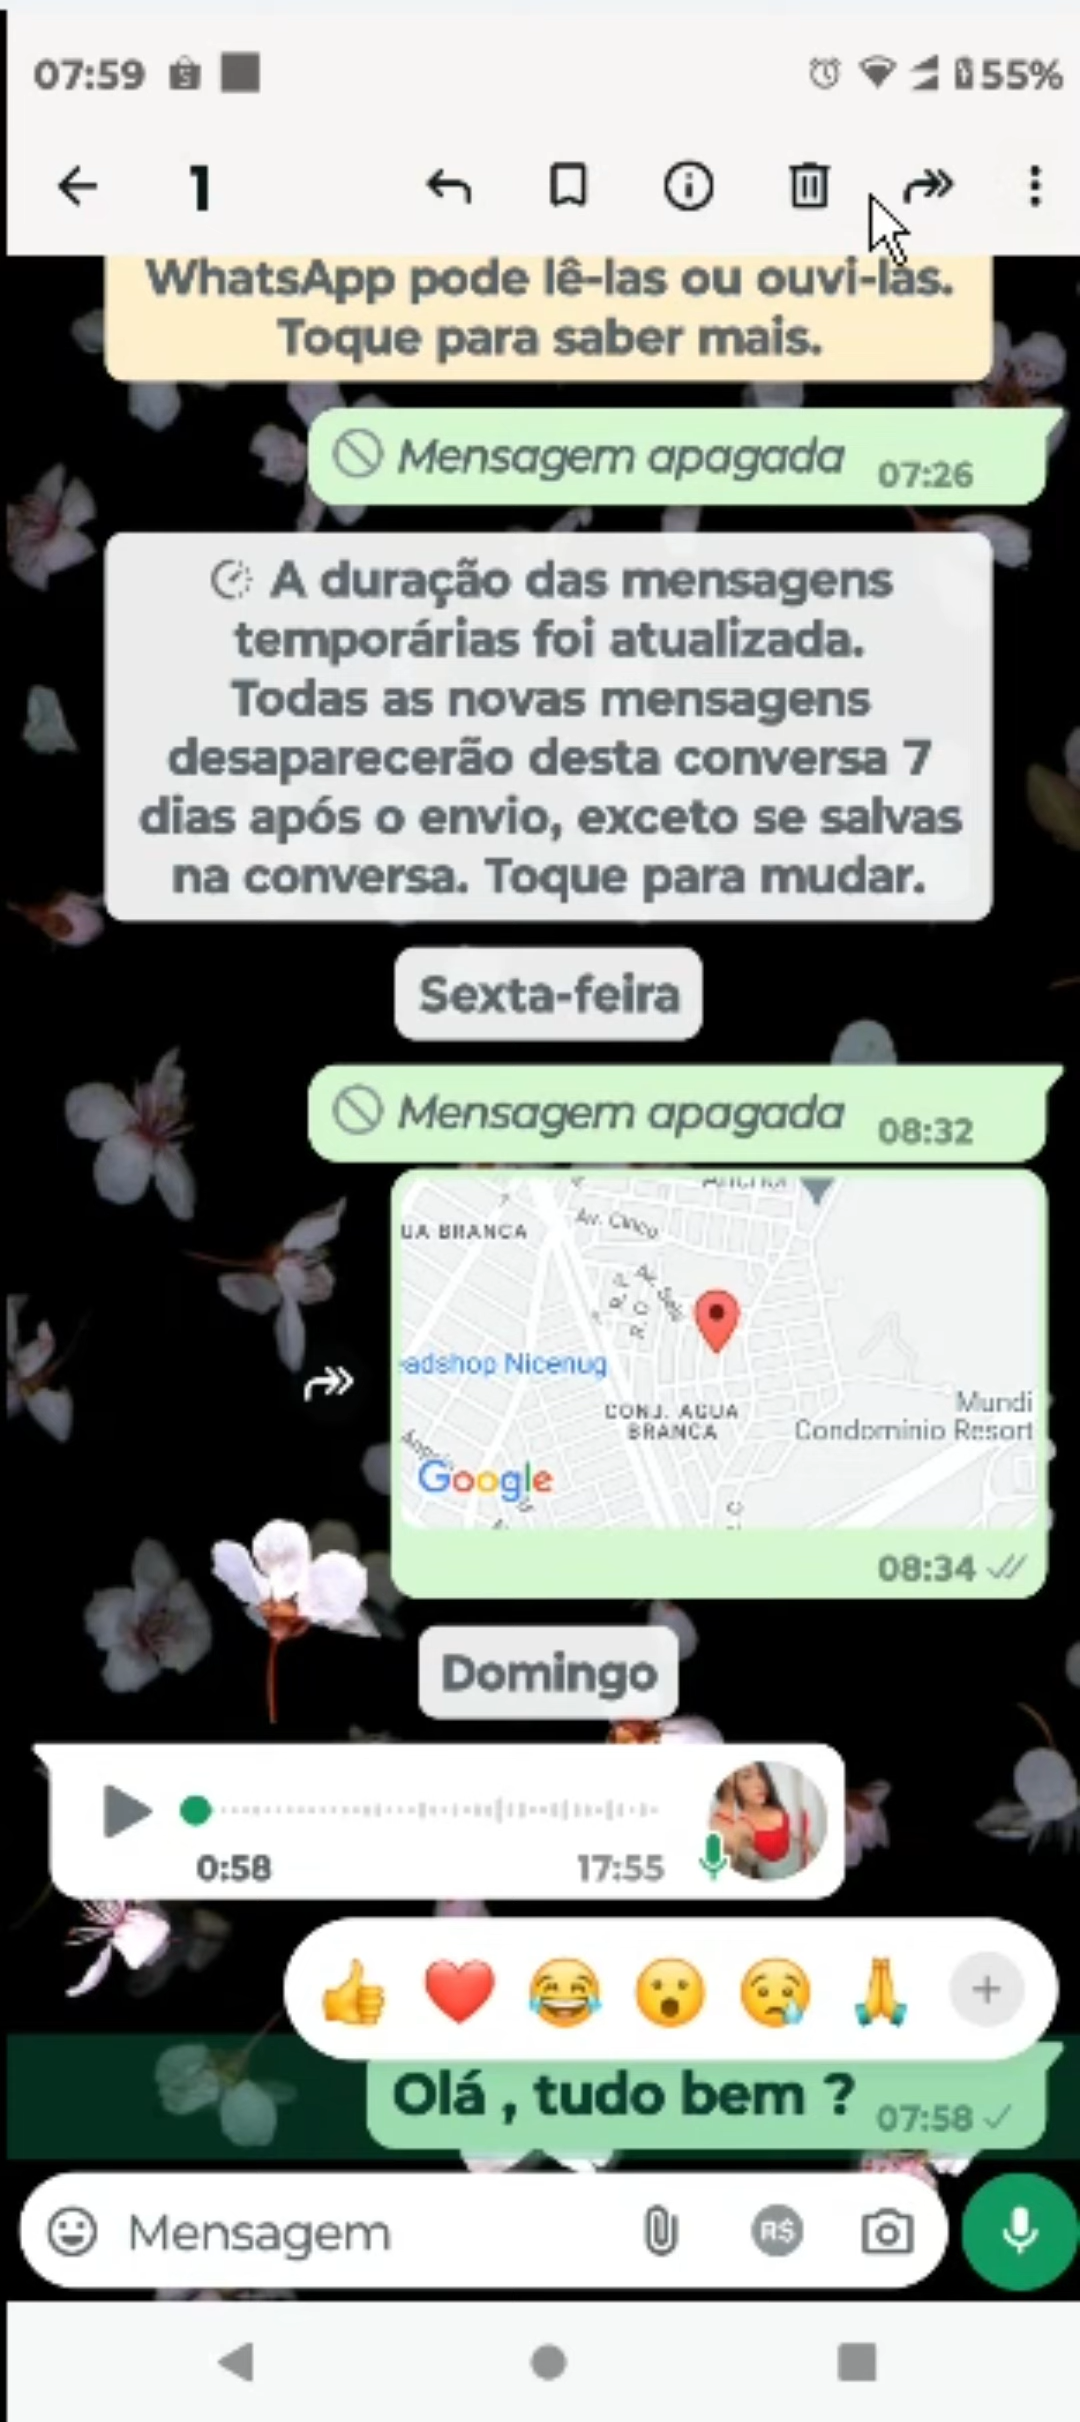 07:59
55%
1
WhatsApp pode lê-las ou ouvi-las.
Toque para saber mais.
Mensagem apagada 07:26
A duração das mensagens
temporárias foi atualizada.
Todas as novas mensagens
desaparecerão desta conversa 7
dias após o envio, exceto se salvas
na conversa. Toque para mudar.
Sexta-feira
Mensagem apagada 08:32
UA BRANCA
Av. Cinco
adshop Nicenug
CONJ. AGUA
BRANCA
Mundi
Condominio Resort
Google
08:34
Domingo
0:58 17:55
Olá , tudo bem ? 07:58
Mensagem
R$